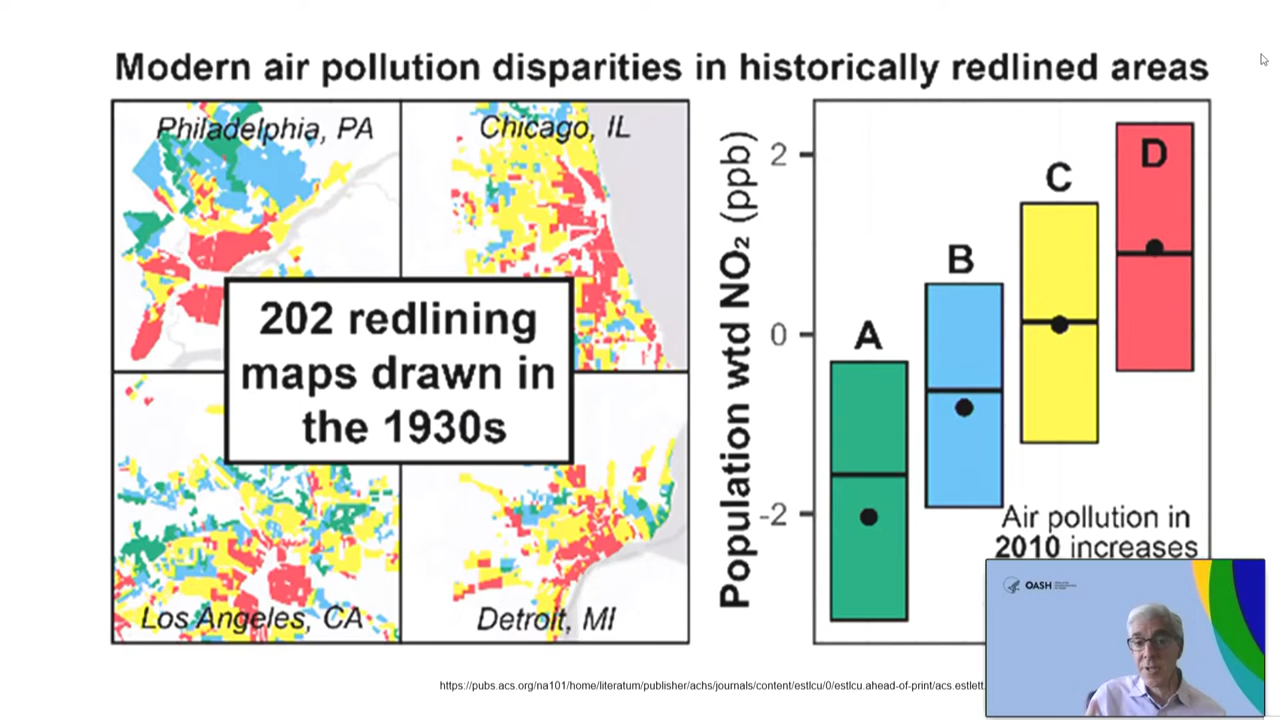 Modern air pollution disparities in historically redlined areas
Philadelphia, PA
Chicago, IL
202 redlining
maps drawn in
the 1930s
Los Angeles, CA
Detroit, MI
Population wtd NO₂ (ppb)
2
0
-2
A
B
C
D
Air pollution in
2010 increases
OASH
https://pubs.acs.org/na101/home/literatum/publisher/achs/journals/content/estlcu/0/estlcu.ahead-of-print/acs.estlett.